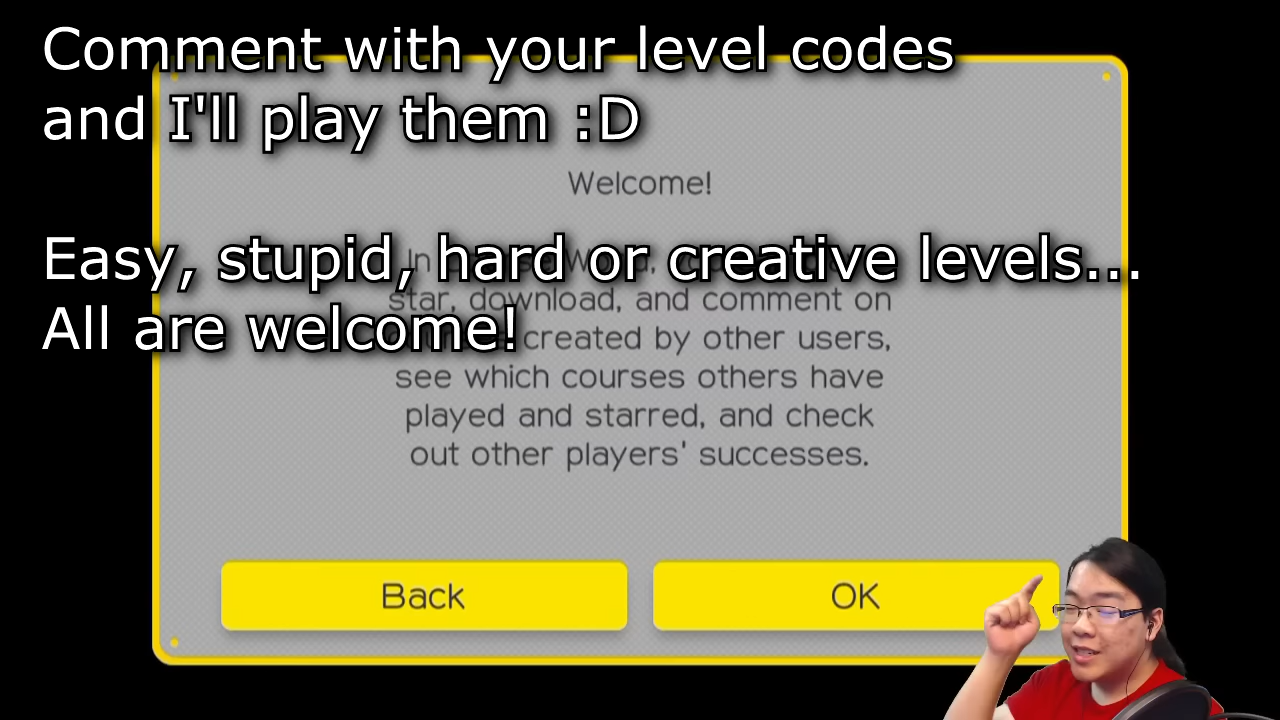 Comment with your level codes
and I'll play them :D
Welcome!
Easy, stupid, hard or creative levels...
In
star, download, and comment on
All are welcome!
created by other users,
see which courses others have
played and starred, and check
out other players' successes.
Back
OK